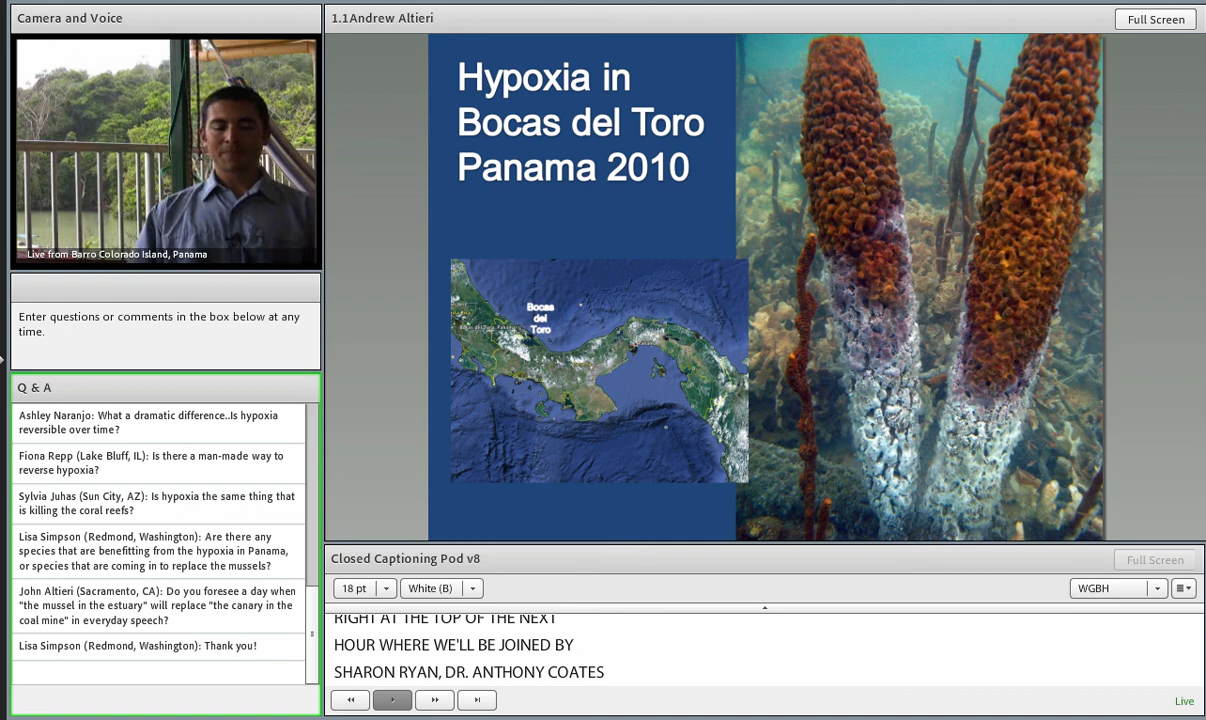 Camera and Voice
Live from Barro Colorado Island, Panama
Enter questions or comments in the box below at any
time.
Q & A
Ashley Naranjo: What a dramatic difference..Is hypoxia
reversible over time?
Fiona Repp (Lake Bluff, IL): Is there a man-made way to
reverse hypoxia?
Sylvia Juhas (Sun City, AZ): Is hypoxia the same thing that
is killing the coral reefs?
Lisa Simpson (Redmond, Washington): Are there any
species that are benefitting from the hypoxia in Panama,
or species that are coming in to replace the mussels?
John Altieri (Sacramento, CA): Do you foresee a day when
"the mussel in the estuary" will replace "the canary in the
coal mine" in everyday speech?
Lisa Simpson (Redmond, Washington): Thank you!
1.1Andrew Altieri
Full Screen
Hypoxia in
Bocas del Toro
Panama 2010
Bocas
del
Toro
Closed Captioning Pod v8
Full Screen
18 pt
White (B)
WGBH
RIGHT AT THE TOP OF THE NEXT
HOUR WHERE WE'LL BE JOINED BY
SHARON RYAN, DR. ANTHONY COATES
Live